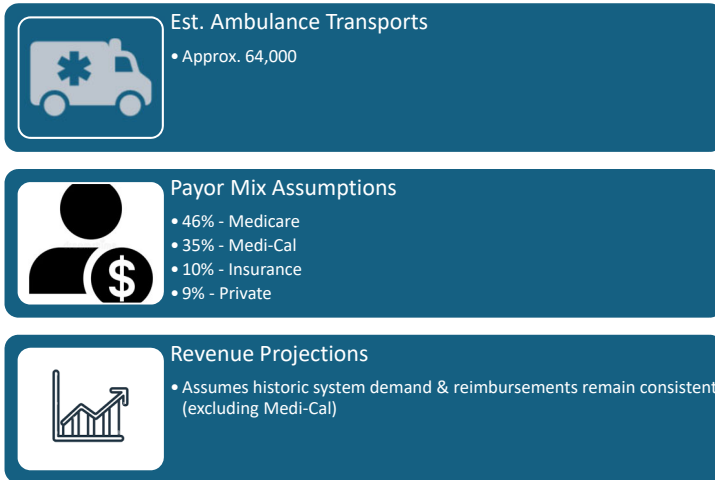 Est. Ambulance Transports
• Approx. 64,000
Payor Mix Assumptions
• 46% - Medicare
• 35% - Medi-Cal
• 10% - Insurance
• 9% - Private
$
Revenue Projections
• Assumes historic system demand & reimbursements remain consistent
(excluding Medi-Cal)